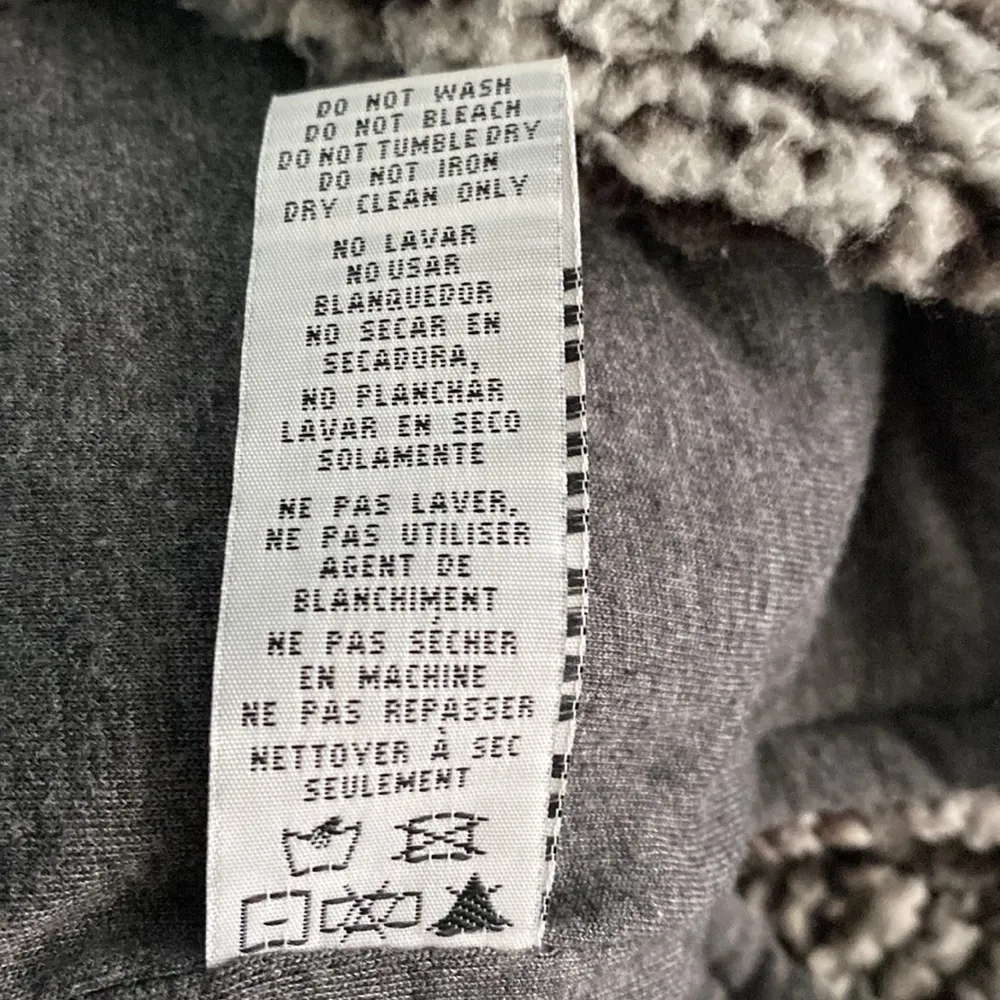 DO NOT WASH
DO NOT BLEACH
DO NOT TUMBLE DRY
DO NOT IRON
DRY CLEAN ONLY
NO LAVAR
NO USAR
BLANQUEDOR
NO SECAR EN
SECADORA,
NO PLANCHAR
LAVAR EN SECO
SOLAMENTE
NE PAS LAVER.
NE PAS UTILISER
AGENT DE
BLANCHIMENT
NE PAS SÉCHER
EN MACHINE
NE PAS REPASSER
NETTOYER À SEC
SEULEMENT